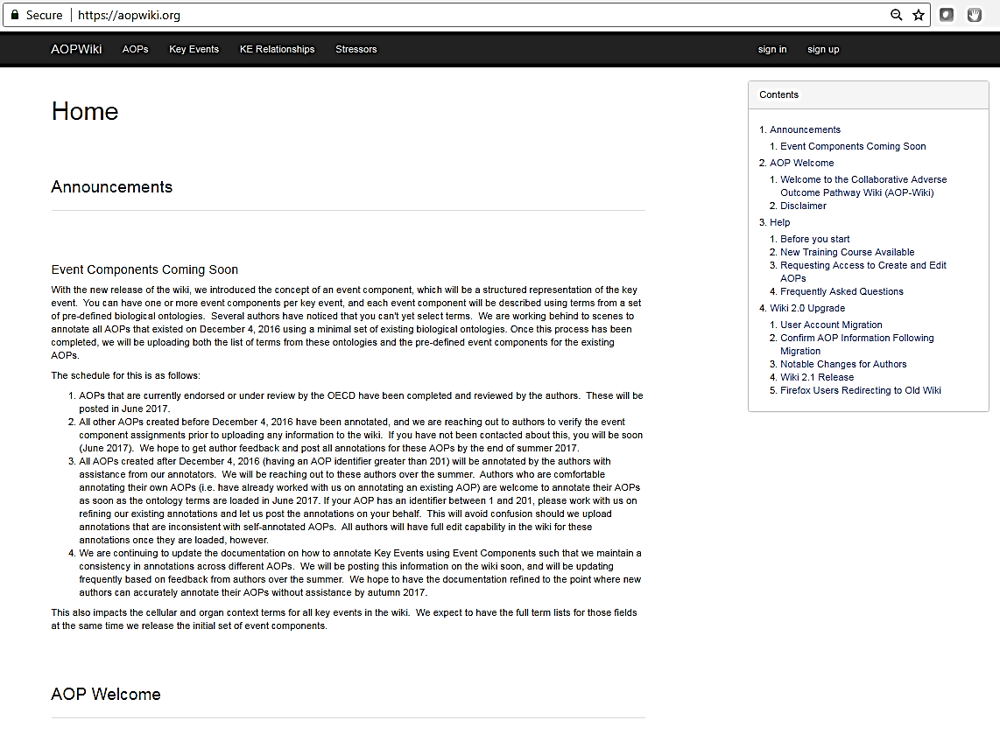 Secure | https://aopwiki.org
AOPWiki AOPs Key Events KE Relationships Stressors sign in sign up
Home
Announcements
Event Components Coming Soon
With the new release of the wiki, we introduced the concept of an event component, which will be a structured representation of the key
event.  You can have one or more event components per key event, and each event component will be described using terms from a set
of pre-defined biological ontologies.  Several authors have noticed that you can't yet select terms.  We are working behind to scenes to
annotate all AOPs that existed on December 4, 2016 using a minimal set of existing biological ontologies. Once this process has been
completed, we will be uploading both the list of terms from these ontologies and the pre-defined event components for the existing
AOPs.
The schedule for this is as follows:
1. AOPs that are currently endorsed or under review by the OECD have been completed and reviewed by the authors.  These will be
posted in June 2017.
2. All other AOPs created before December 4, 2016 have been annotated, and we are reaching out to authors to verify the event
component assignments prior to uploading any information to the wiki.  If you have not been contacted about this, you will be soon
(June 2017).  We hope to get author feedback and post all annotations for these AOPs by the end of summer 2017.
3. All AOPs created after December 4, 2016 (having an AOP identifier greater than 201) will be annotated by the authors with
assistance from our annotators.  We will be reaching out to these authors over the summer.  Authors who are comfortable
annotating their own AOPs (i.e. have already worked with us on annotating an existing AOP) are welcome to annotate their AOPs
as soon as the ontology terms are loaded in June 2017. If your AOP has an identifier between 1 and 201, please work with us on
refining our existing annotations and let us post the annotations on your behalf.  This will avoid confusion should we upload
annotations that are inconsistent with self-annotated AOPs.  All authors will have full edit capability in the wiki for these
annotations once they are loaded, however.
4. We are continuing to update the documentation on how to annotate Key Events using Event Components such that we maintain a
consistency in annotations across different AOPs.  We will be posting this information on the wiki soon, and will be updating
frequently based on feedback from authors over the summer.  We hope to have the documentation refined to the point where new
authors can accurately annotate their AOPs without assistance by autumn 2017.
This also impacts the cellular and organ context terms for all key events in the wiki.  We expect to have the full term lists for those fields
at the same time we release the initial set of event components.
AOP Welcome
Contents
1. Announcements
1. Event Components Coming Soon
2. AOP Welcome
1. Welcome to the Collaborative Adverse
Outcome Pathway Wiki (AOP-Wiki)
2. Disclaimer
3. Help
1. Before you start
2. New Training Course Available
3. Requesting Access to Create and Edit
AOPs
4. Frequently Asked Questions
4. Wiki 2.0 Upgrade
1. User Account Migration
2. Confirm AOP Information Following
Migration
3. Notable Changes for Authors
4. Wiki 2.1 Release
5. Firefox Users Redirecting to Old Wiki